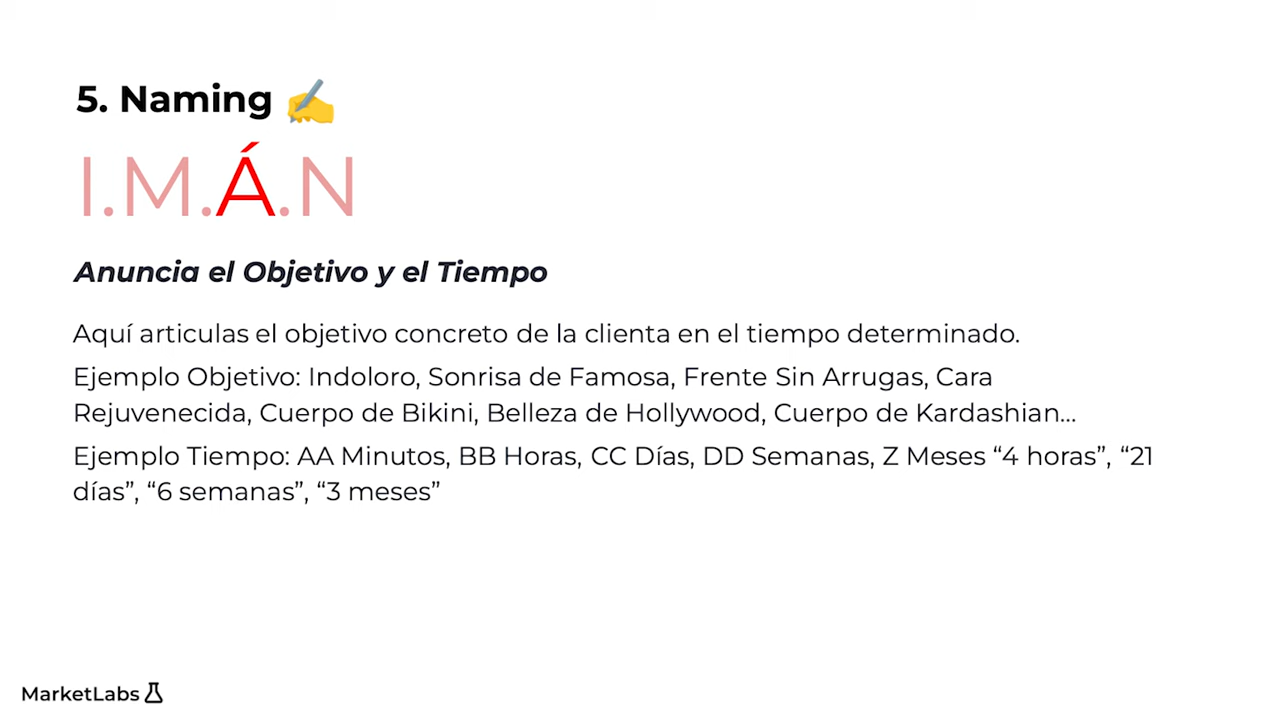 5. Naming ✍️
I.M.Á.N
Anuncia el Objetivo y el Tiempo
Aquí articulas el objetivo concreto de la clienta en el tiempo determinado.
Ejemplo Objetivo: Indoloro, Sonrisa de Famosa, Frente Sin Arrugas, Cara
Rejuvenecida, Cuerpo de Bikini, Belleza de Hollywood, Cuerpo de Kardashian...
Ejemplo Tiempo: AA Minutos, BB Horas, CC Días, DD Semanas, Z Meses “4 horas”, “21
días”, “6 semanas”, “3 meses”
MarketLabs